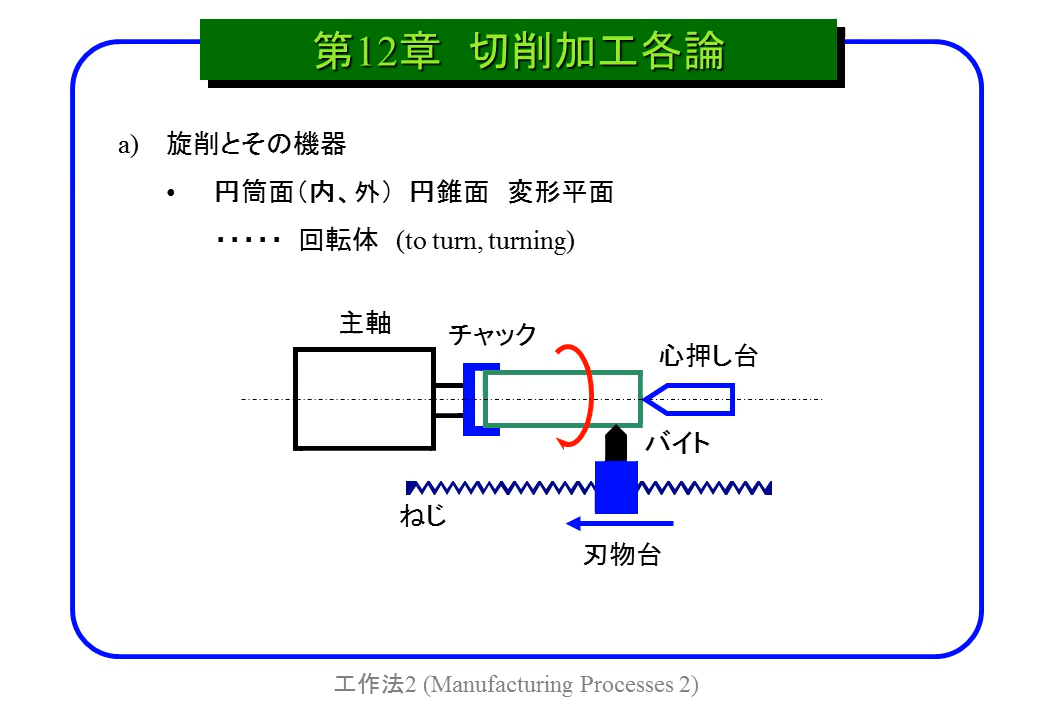 第12章 切削加工各論
a) 旋削とその機器
• 円筒面(内、外) 円錐面 変形平面
・・・・・ 回転体 (to turn, turning)
主軸
チャック
心押し台
バイト
ねじ
刃物台
工作法2 (Manufacturing Processes 2)